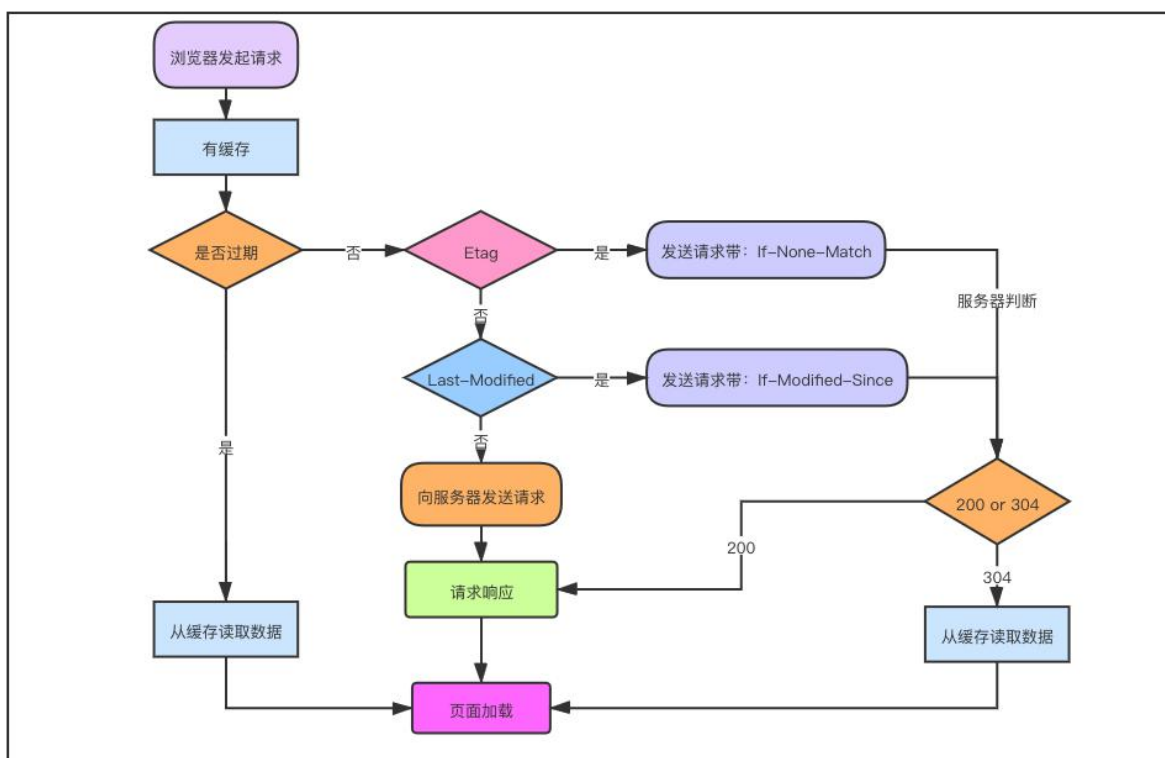 浏览器发起请求
有缓存
是否过期
否
Etag
是
发送请求带：If-None-Match
服务器判断
否
Last-Modified
是
发送请求带：If-Modified-Since
是
否
向服务器发送请求
200 or 304
200
304
请求响应
从缓存读取数据
从缓存读取数据
页面加载